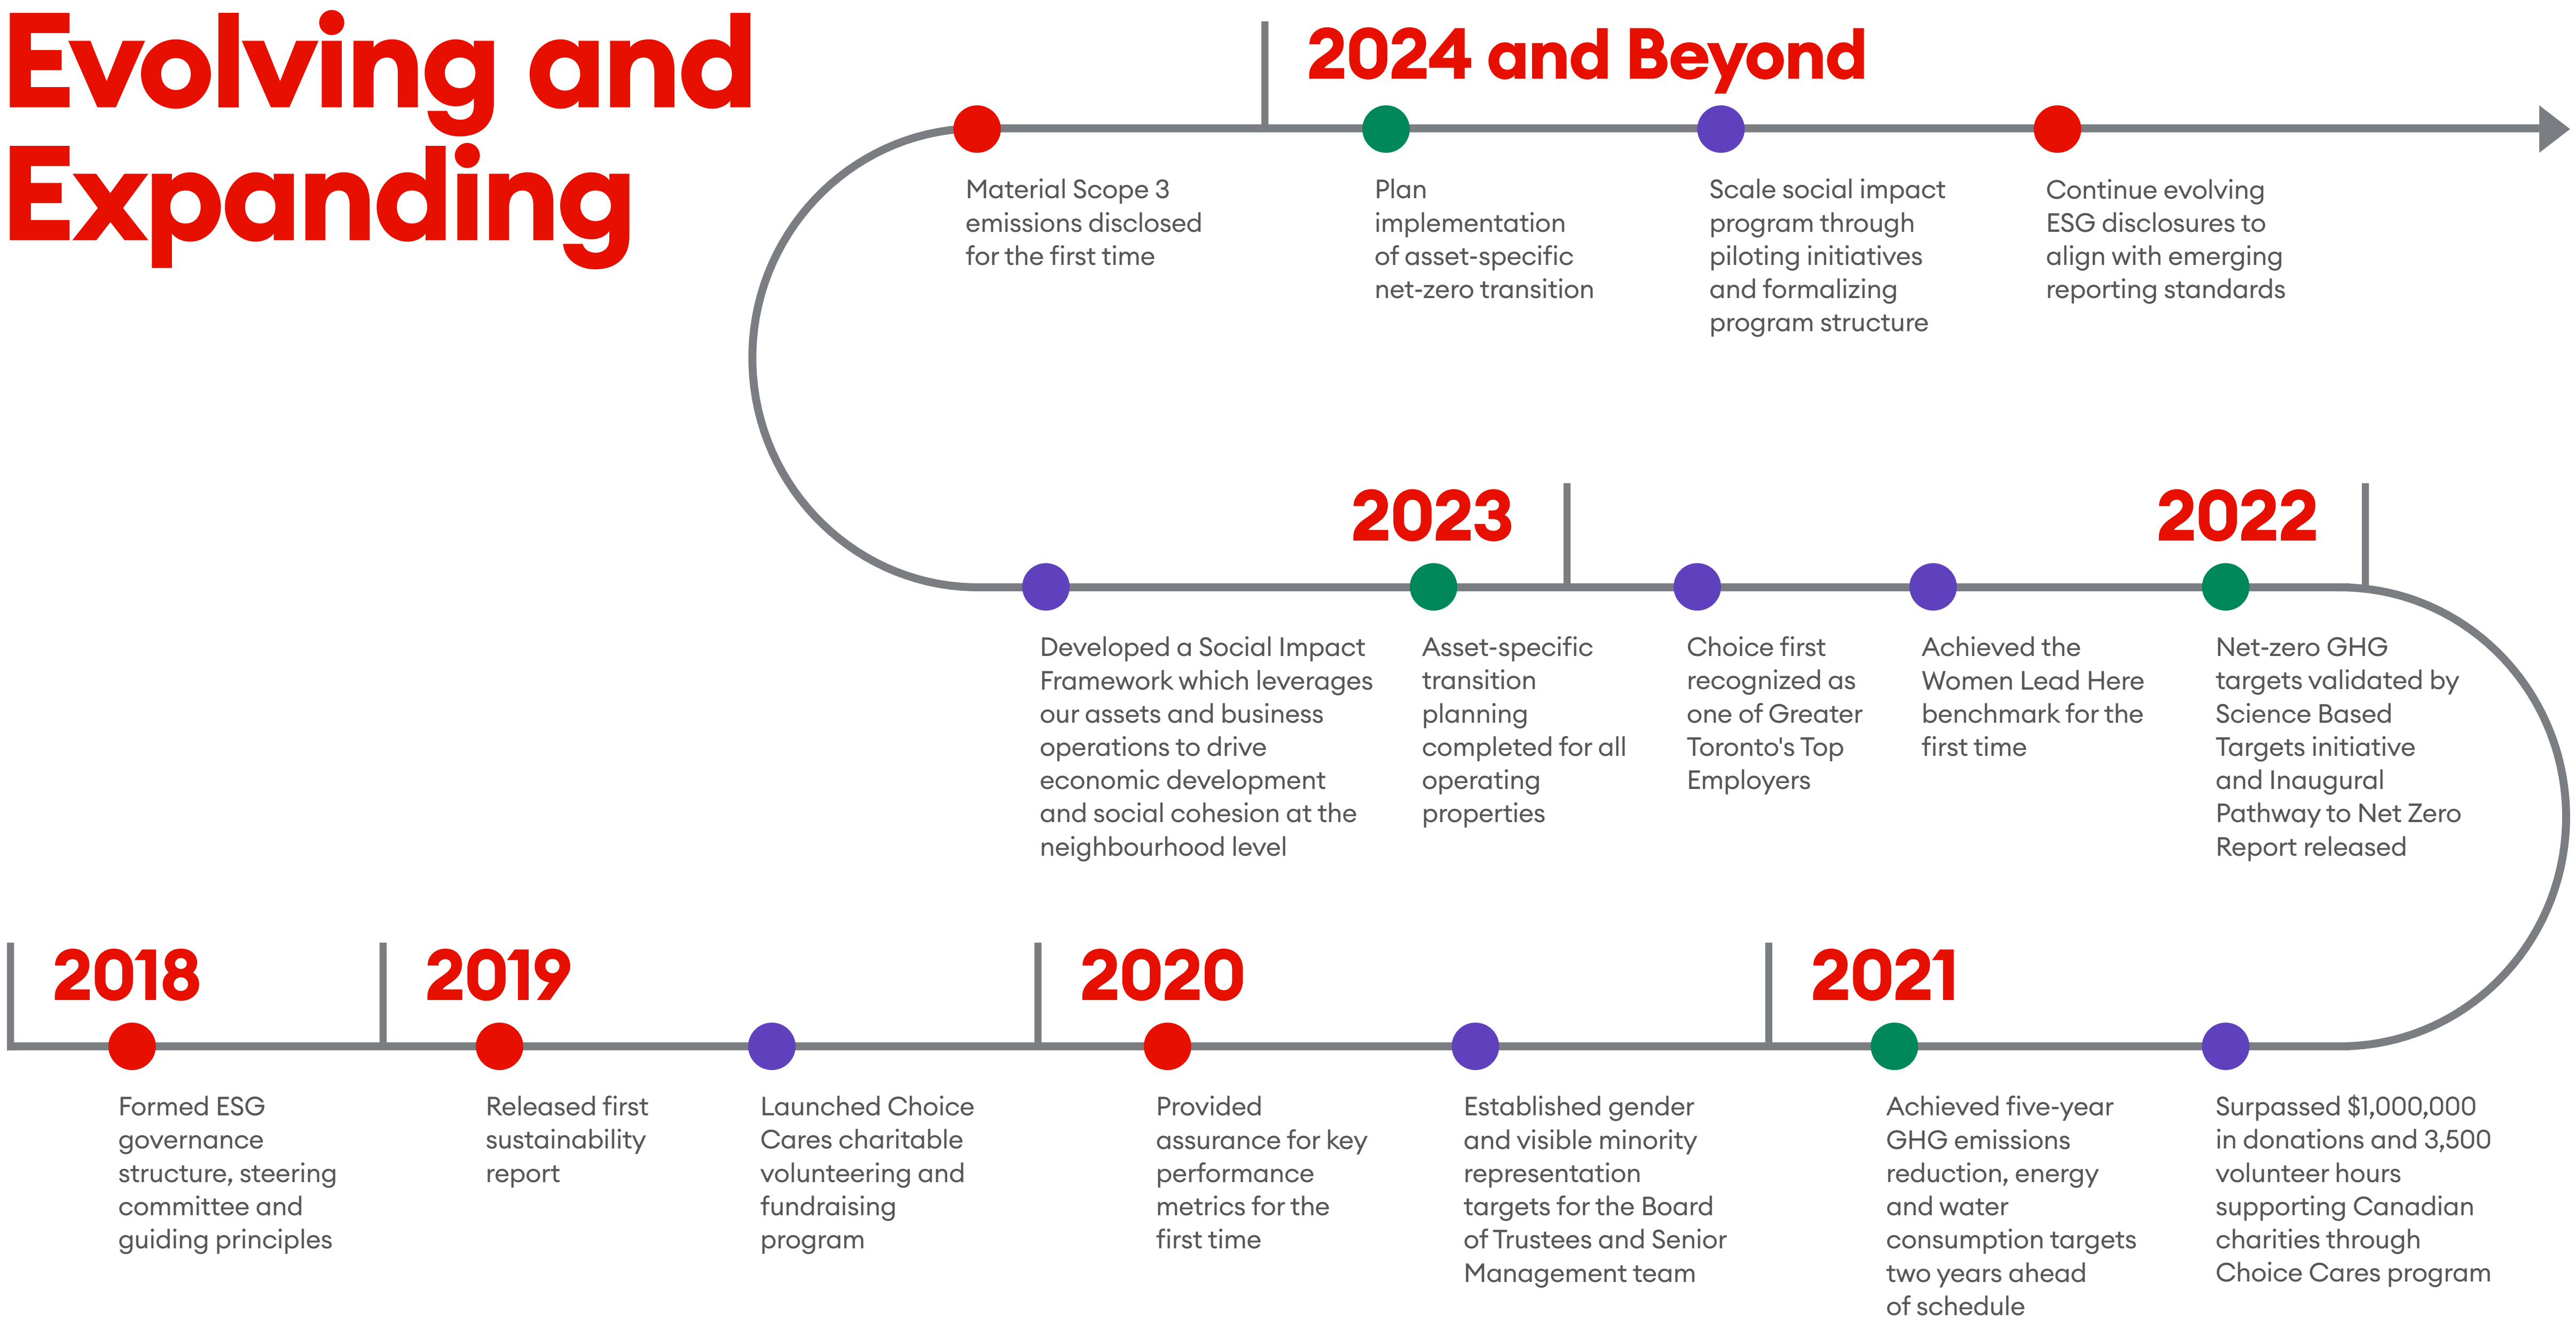 Evolving and
Expanding
2024 and Beyond
Material Scope 3
emissions disclosed
for the first time
Plan
implementation
of asset-specific
net-zero transition
Scale social impact
program through
piloting initiatives
and formalizing
program structure
Continue evolving
ESG disclosures to
align with emerging
reporting standards
2023
2022
Developed a Social Impact
Framework which leverages
our assets and business
operations to drive
economic development
and social cohesion at the
neighbourhood level
Asset-specific
transition
planning
completed for all
operating
properties
Choice first
recognized as
one of Greater
Toronto's Top
Employers
Achieved the
Women Lead Here
benchmark for the
first time
Net-zero GHG
targets validated by
Science Based
Targets initiative
and Inaugural
Pathway to Net Zero
Report released
2018
2019
2020
2021
Formed ESG
governance
structure, steering
committee and
guiding principles
Released first
sustainability
report
Launched Choice
Cares charitable
volunteering and
fundraising
program
Provided
assurance for key
performance
metrics for the
first time
Established gender
and visible minority
representation
targets for the Board
of Trustees and Senior
Management team
Achieved five-year
GHG emissions
reduction, energy
and water
consumption targets
two years ahead
of schedule
Surpassed $1,000,000
in donations and 3,500
volunteer hours
supporting Canadian
charities through
Choice Cares program